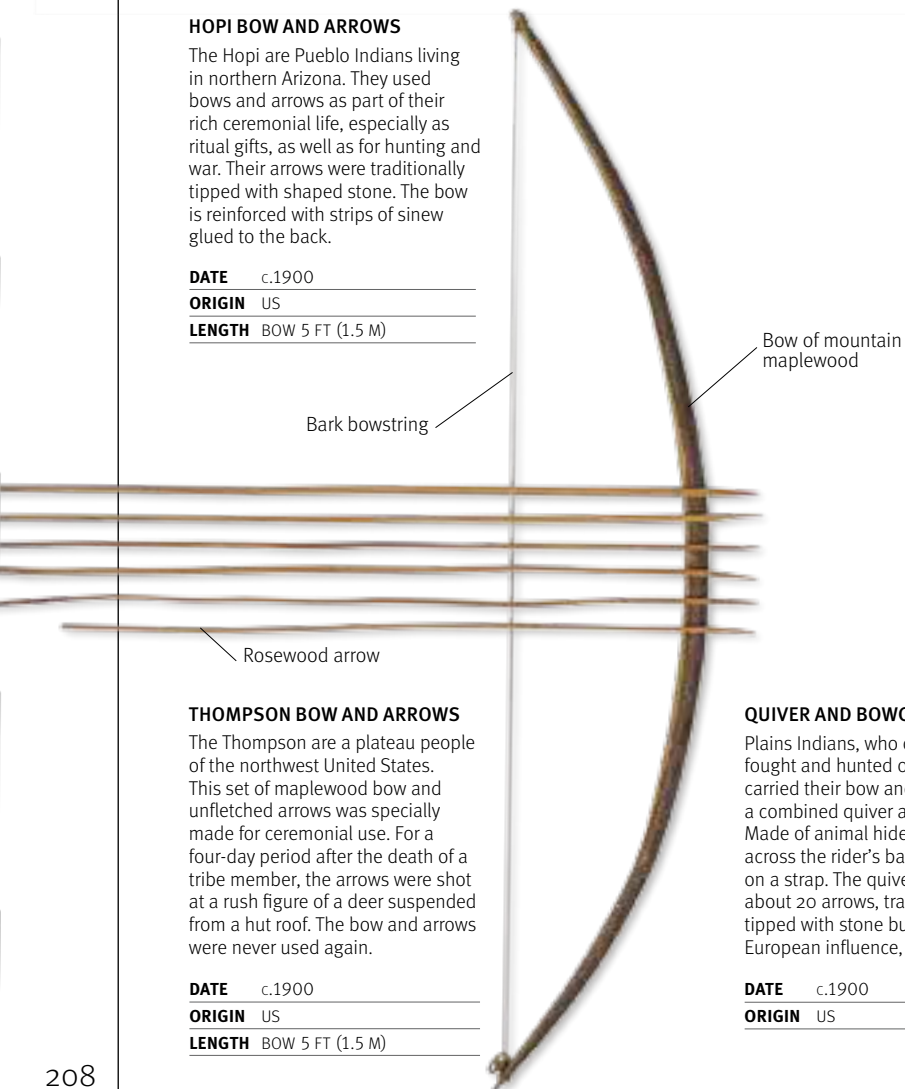 HOPI BOW AND ARROWS
The Hopi are Pueblo Indians living
in northern Arizona. They used
bows and arrows as part of their
rich ceremonial life, especially as
ritual gifts, as well as for hunting and
war. Their arrows were traditionally
tipped with shaped stone. The bow
is reinforced with strips of sinew
glued to the back.
DATE c.1900
ORIGIN US
LENGTH BOW 5 FT (1.5 M)
Bow of mountain
maplewood
Bark bowstring
Rosewood arrow
THOMPSON BOW AND ARROWS
The Thompson are a plateau people
of the northwest United States.
This set of maplewood bow and
unfletched arrows was specially
made for ceremonial use. For a
four-day period after the death of a
tribe member, the arrows were shot
at a rush figure of a deer suspended
from a hut roof. The bow and arrows
were never used again.
DATE c.1900
ORIGIN US
LENGTH BOW 5 FT (1.5 M)
QUIVER AND
Plains Indians, who
fought and hunted
carried their bow
a combined quiver
Made of animal hide
across the rider's
on a strap. The
about 20 arrows,
tipped with stone
European influence,
DATE c.1900
ORIGIN US
208